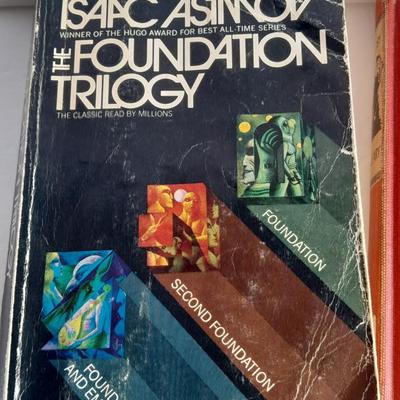 ISAAC ASIMOV
WINNER OF THE HUGO AWARD FOR BEST ALL-TIME SERIES
THE FOUNDATION
TRILOGY
THE CLASSIC READ BY MILLIONS
FOUNDATION
SECOND FOUNDATION